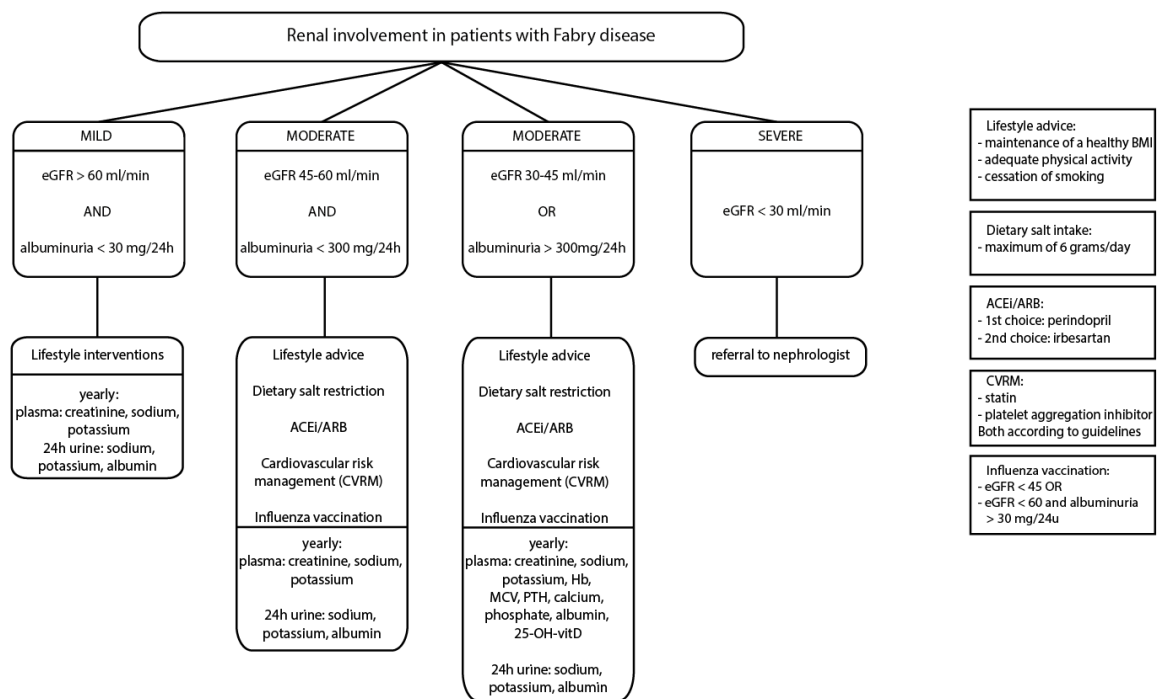 Renal involvement in patients with Fabry disease
MILD
eGFR > 60 ml/min
AND
albuminuria < 30 mg/24h
Lifestyle interventions
yearly:
plasma: creatinine, sodium,
potassium
24h urine: sodium,
potassium, albumin
MODERATE
eGFR 45-60 ml/min
AND
albuminuria < 300 mg/24h
Lifestyle advice
Dietary salt restriction
ACEi/ARB
Cardiovascular risk
management (CVRM)
Influenza vaccination
yearly:
plasma: creatinine, sodium,
potassium
24h urine: sodium,
potassium, albumin
MODERATE
eGFR 30-45 ml/min
OR
albuminuria > 300mg/24h
Lifestyle advice
Dietary salt restriction
ACEi/ARB
Cardiovascular risk
management (CVRM)
Influenza vaccination
yearly:
plasma: creatinine, sodium,
potassium, Hb,
MCV, PTH, calcium,
phosphate, albumin,
25-OH-vitD
24h urine: sodium,
potassium, albumin
SEVERE
eGFR < 30 ml/min
referral to nephrologist
Lifestyle advice:
- maintenance of a healthy BMI
- adequate physical activity
- cessation of smoking
Dietary salt intake:
- maximum of 6 grams/day
ACEi/ARB:
- 1st choice: perindopril
- 2nd choice: irbesartan
CVRM:
- statin
- platelet aggregation inhibitor
Both according to guidelines
Influenza vaccination:
- eGFR < 45 OR
- eGFR < 60 and albuminuria
> 30 mg/24u